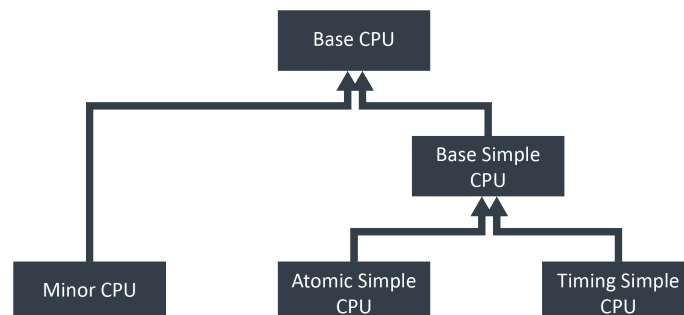 Base CPU
Base Simple
CPU
Minor CPU
Atomic Simple
CPU
Timing Simple
CPU